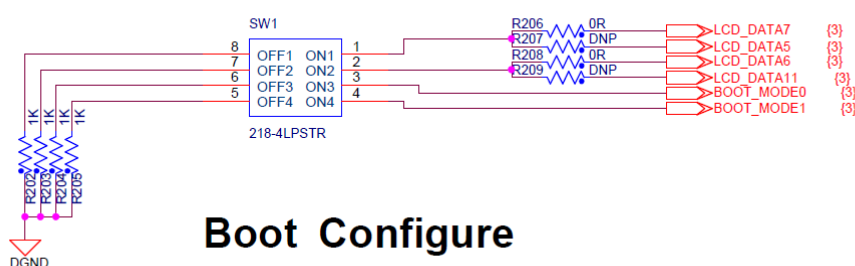 SW1
R206 0R LCD_DATA7 {3}
R207 DNP LCD_DATA5 {3}
R208 0R LCD_DATA6 {3}
R209 DNP LCD_DATA11 {3}
BOOT_MODE0 {3}
BOOT_MODE1 {3}
8 OFF1 ON1 1
7 OFF2 ON2 2
6 OFF3 ON3 3
5 OFF4 ON4 4
218-4LPSTR
1K 1K 1K 1K
R202 R203 R204 R205
Boot Configure
DGND